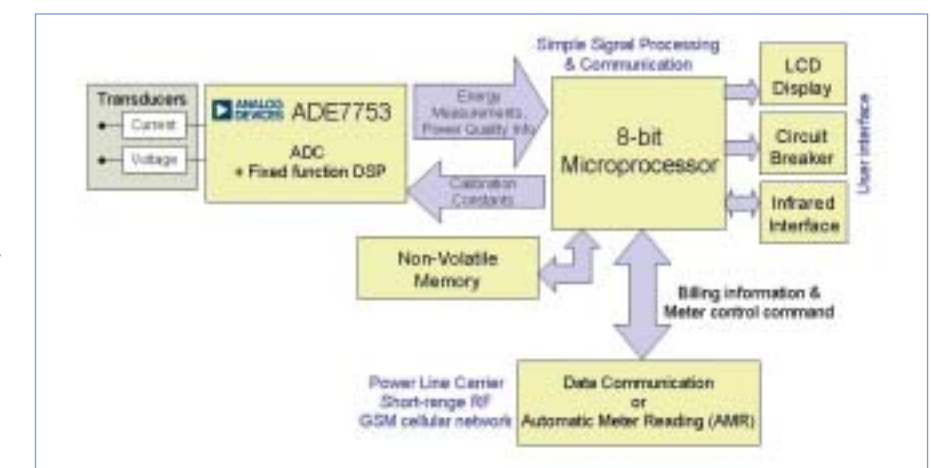 Simple Signal Processing
& Communication
Transducers
Current
Voltage
ANALOG
DEVICES
ADE7753
ADC
+ Fixed function DSP
Energy
Measurements,
Power Quality Info
Calibration
Constants
8-bit
Microprocessor
LCD
Display
Circuit
Breaker
Infrared
Interface
User Interface
Non-Volatile
Memory
Billing information &
Meter control command
Power Line Carrier
Short-range RF
GSM cellular network
Data Communication
or
Automatic Meter Reading (AMR)